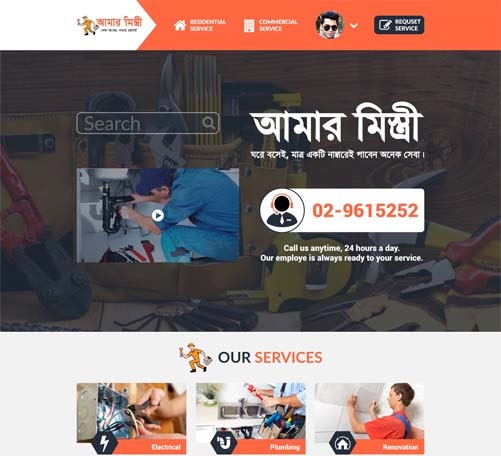 আমার মিস্ত্রী
RESIDENTIAL
SERVICE
COMMERCIAL
SERVICE
REQUSET
SERVICE
Search
আমার মিস্ত্রী
ঘরে বসেই, মাত্র একটি নাম্বারেই পাবেন অনেক সেবা।
02-9615252
Call us anytime, 24 hours a day.
Our employe is always ready to your service.
OUR SERVICES
Electrical
Plumbing
Renovation